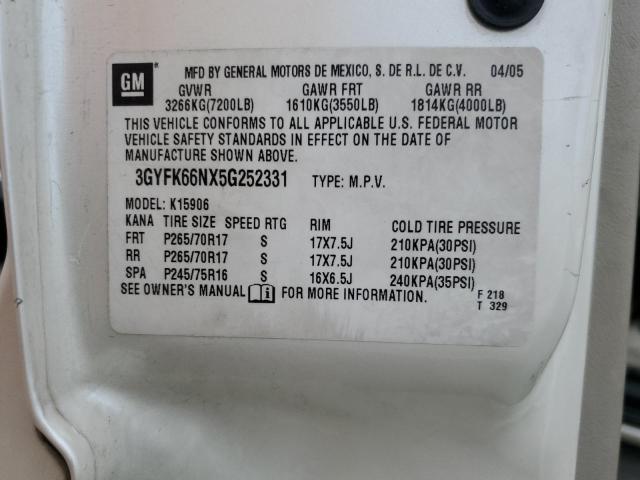 GM
MFD BY GENERAL MOTORS DE MEXICO, S. DE R.L. DE C.V. 04/05
GVWR GAWR FRT GAWR RR
3266KG(7200LB) 1610KG(3550LB) 1814KG(4000LB)
THIS VEHICLE CONFORMS TO ALL APPLICABLE U.S. FEDERAL MOTOR
VEHICLE SAFETY STANDARDS IN EFFECT ON THE DATE OF
MANUFACTURE SHOWN ABOVE.
3GYFK66NX5G252331 TYPE: M.P.V.
MODEL: K15906
KANA TIRE SIZE SPEED RTG RIM COLD TIRE PRESSURE
FRT P265/70R17 S 17X7.5J 210KPA(30PSI)
RR P265/70R17 S 17X7.5J 210KPA(30PSI)
SPA P245/75R16 S 16X6.5J 240KPA(35PSI)
SEE OWNER'S MANUAL FOR MORE INFORMATION.
F 218
T 329